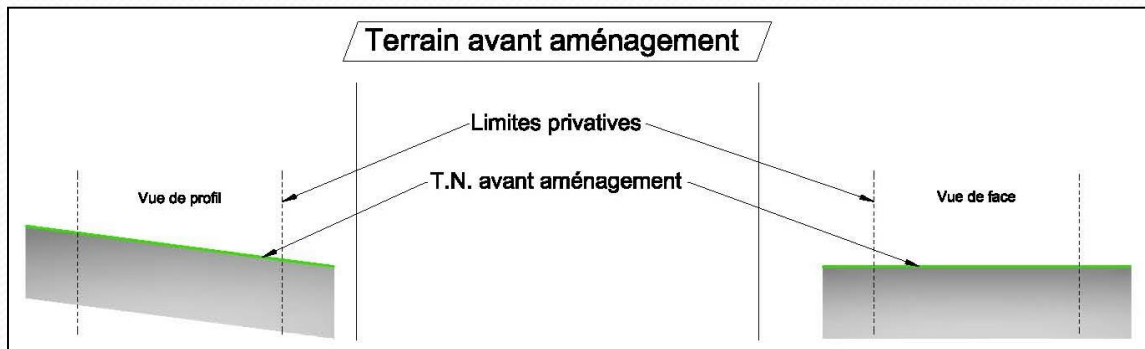 Terrain avant aménagement
Limites privatives
T.N. avant aménagement
Vue de profil
Vue de face